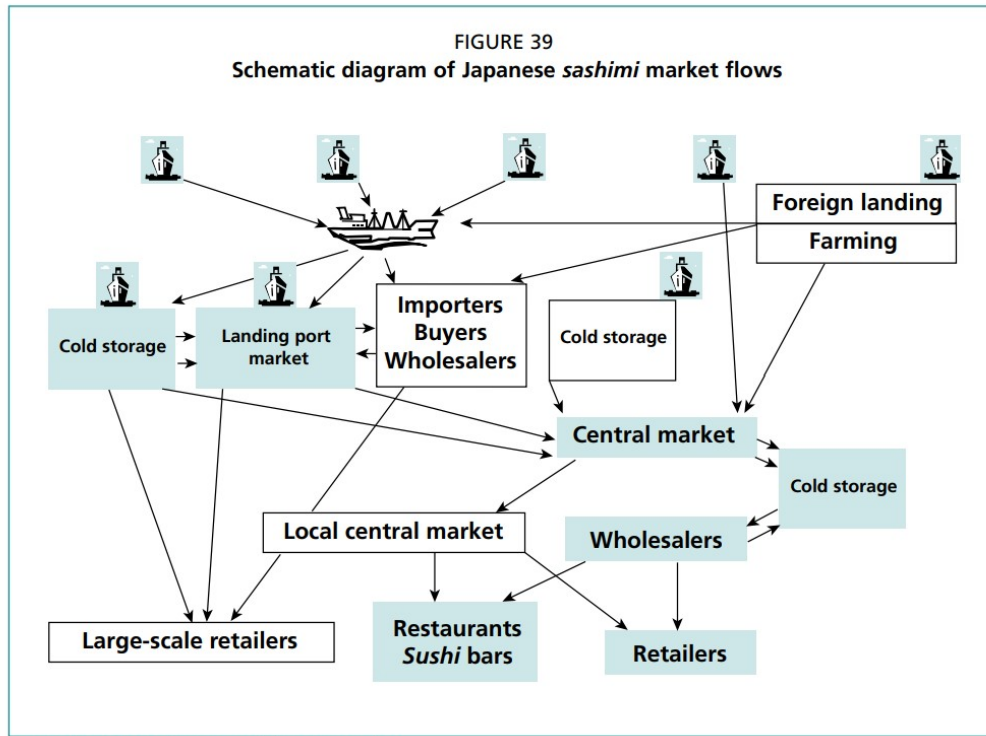 FIGURE 39
Schematic diagram of Japanese sashimi market flows
Foreign landing
Farming
Cold storage
Landing port
market
Importers
Buyers
Wholesalers
Cold storage
Central market
Cold storage
Local central market
Wholesalers
Large-scale retailers
Restaurants
Sushi bars
Retailers